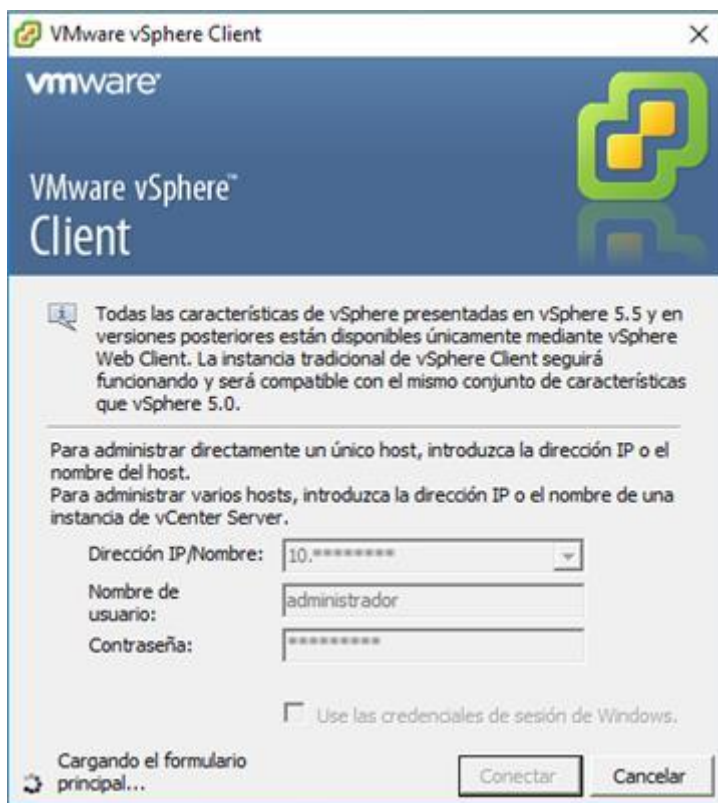 VMware vSphere Client
vmware
VMware vSphere™
Client
Todas las características de vSphere presentadas en vSphere 5.5 y en
versiones posteriores están disponibles únicamente mediante vSphere
Web Client. La instancia tradicional de vSphere Client seguirá
funcionando y será compatible con el mismo conjunto de características
que vSphere 5.0.
Para administrar directamente un único host, introduzca la dirección IP o el
nombre del host.
Para administrar varios hosts, introduzca la dirección IP o el nombre de una
instancia de vCenter Server.
Dirección IP/Nombre: 10.********
Nombre de
usuario: administrador
Contraseña: *********
Use las credenciales de sesión de Windows.
Cargando el formulario
principal...
Conectar Cancelar